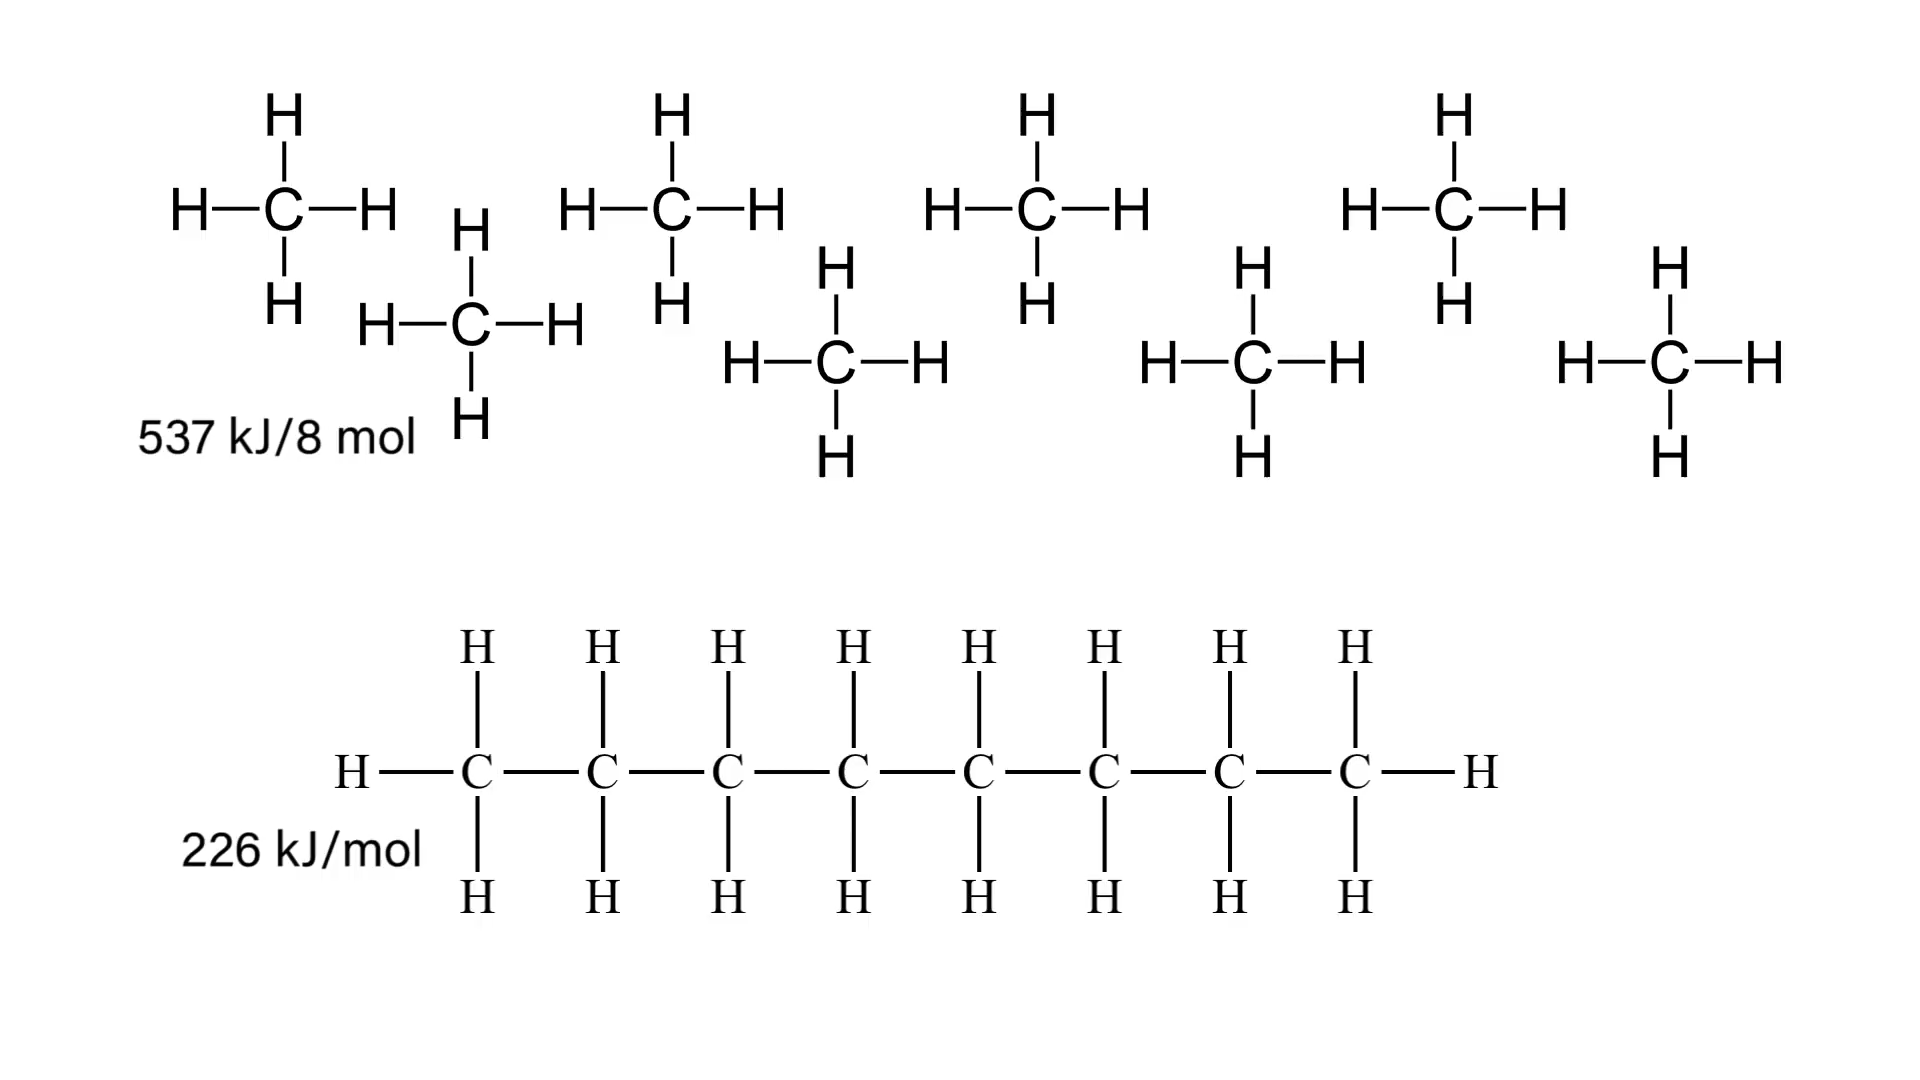 H H H H
H C H H C H H C H H C H
H H H H
H H H
H C H
H C H H C H H C H
H
H H H
537 kJ/8 mol
H H H H H H H H
H C C C C C C C C H
226 kJ/mol
H H H H H H H H